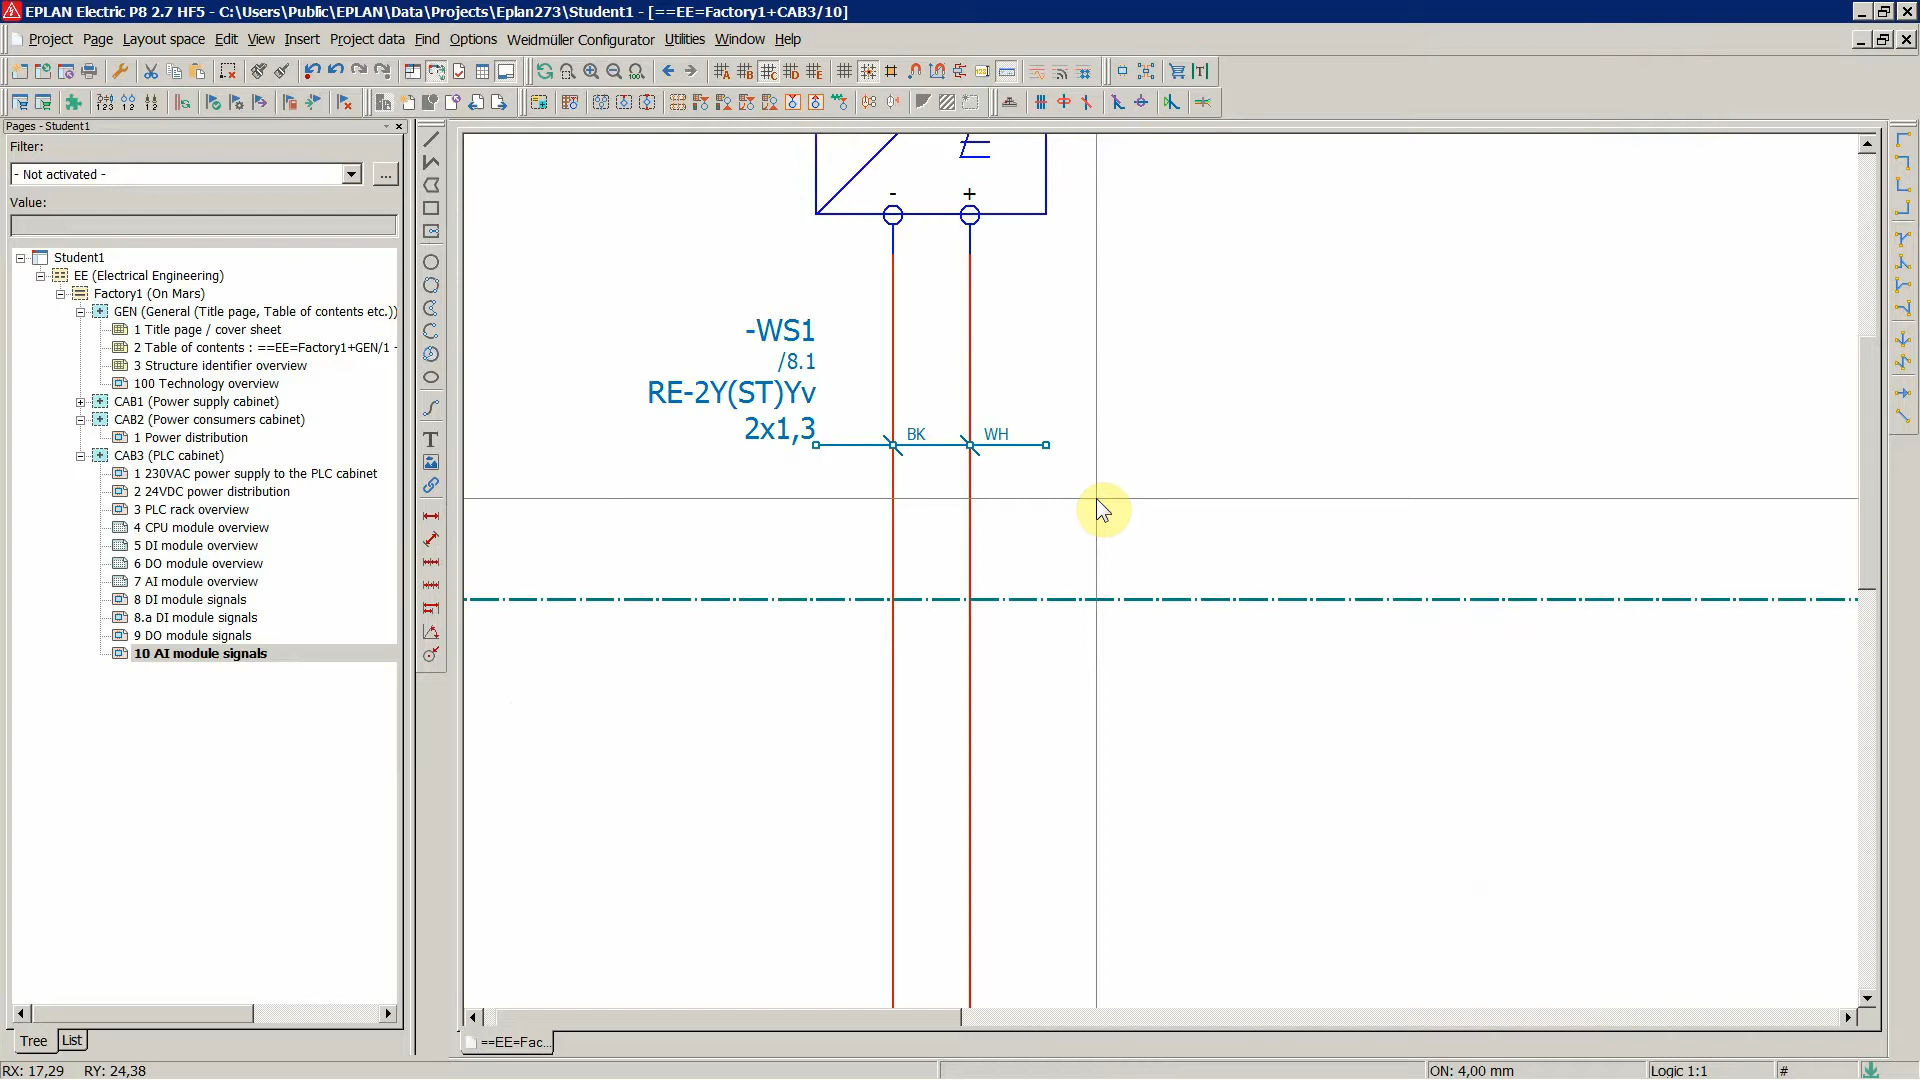 EPLAN Electric P8 2.7 HF5 - C:\Users\Public\EPLAN\Data\Projects\Eplan273\Student1 - [==EE=Factory1+CAB3/10]
Project Page Layout space Edit View Insert Project data Find Options Weidmüller Configurator Utilities Window Help
Pages - Student1
Filter:
- Not activated -
...
Value:
Student1
EE (Electrical Engineering)
Factory1 (On Mars)
GEN (General (Title page, Table of contents etc.))
1 Title page / cover sheet
2 Table of contents : ==EE=Factory1+GEN/1 -
3 Structure identifier overview
100 Technology overview
CAB1 (Power supply cabinet)
CAB2 (Power consumers cabinet)
1 Power distribution
CAB3 (PLC cabinet)
1 230VAC power supply to the PLC cabinet
2 24VDC power distribution
3 PLC rack overview
4 CPU module overview
5 DI module overview
6 DO module overview
7 AI module overview
8 DI module signals
8.a DI module signals
9 DO module signals
10 AI module signals
Tree List
- +
-WS1
/8.1
RE-2Y(ST)Yv
2x1,3
BK WH
==EE=Fac...
RX: 17,29 RY: 24,38
ON: 4,00 mm
Logic 1:1
#